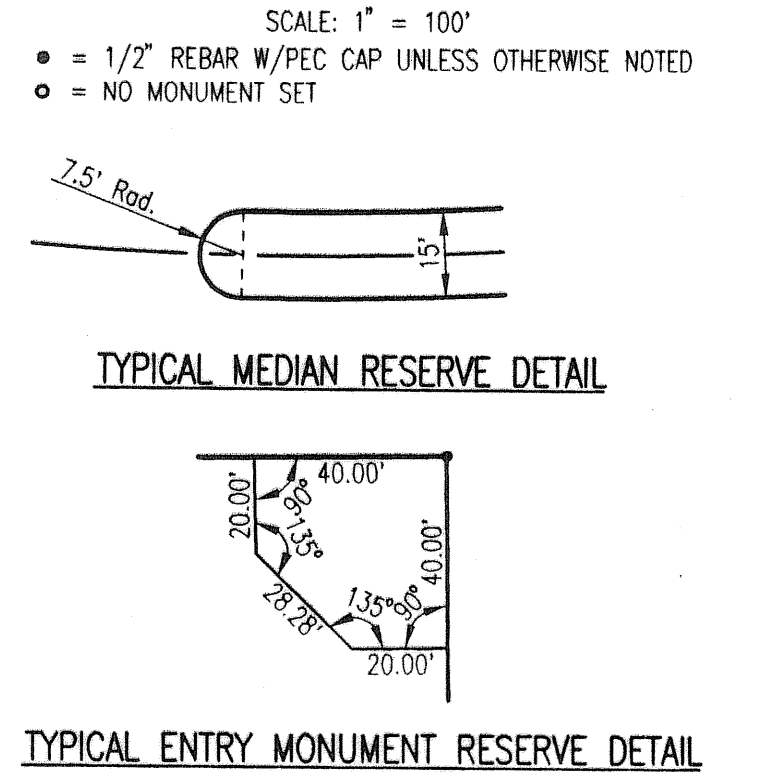 SCALE: 1" = 100'
= 1/2" REBAR W/PEC CAP UNLESS OTHERWISE NOTED
= NO MONUMENT SET
7.5' Rad.
15'
TYPICAL MEDIAN RESERVE DETAIL
40.00'
20.00'
90°
135°
40.00'
28.28'
135°
90°
20.00'
TYPICAL ENTRY MONUMENT RESERVE DETAIL